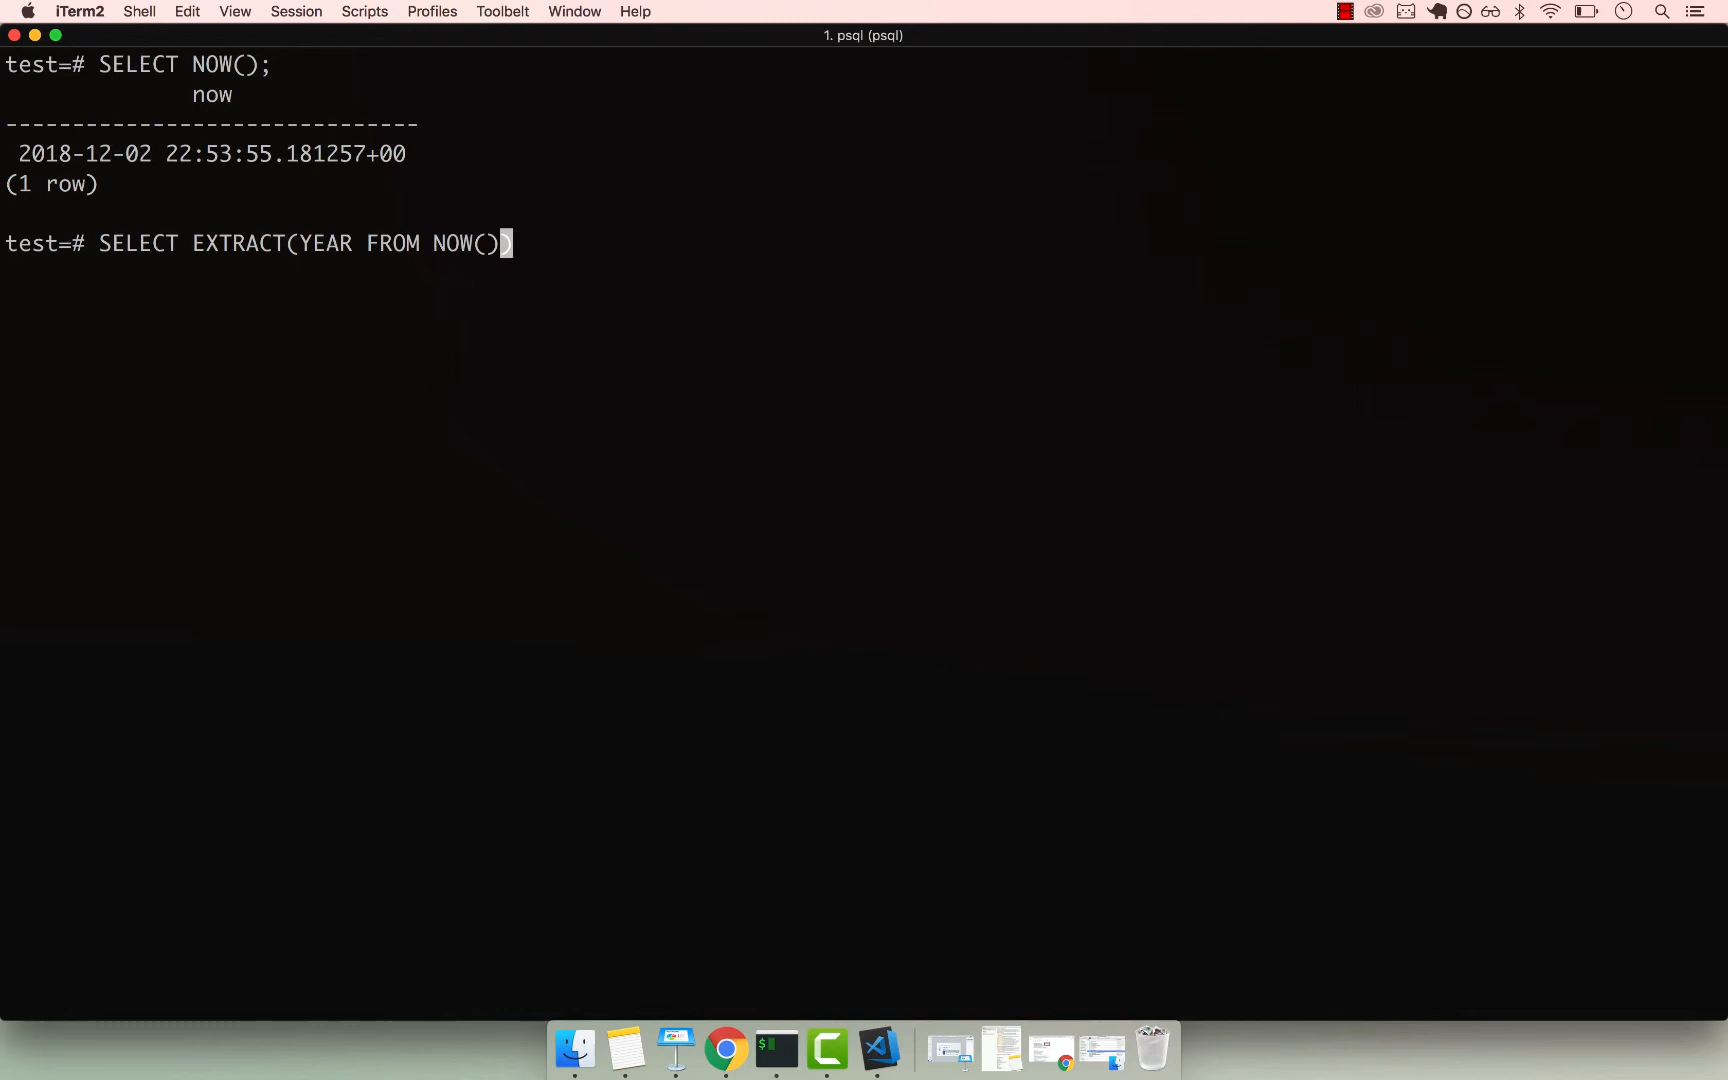 iTerm2 Shell Edit View Session Scripts Profiles Toolbelt Window Help
1. psql (psql)
test=# SELECT NOW();
now
-------------------------------
2018-12-02 22:53:55.181257+00
(1 row)
test=# SELECT EXTRACT(YEAR FROM NOW())
$